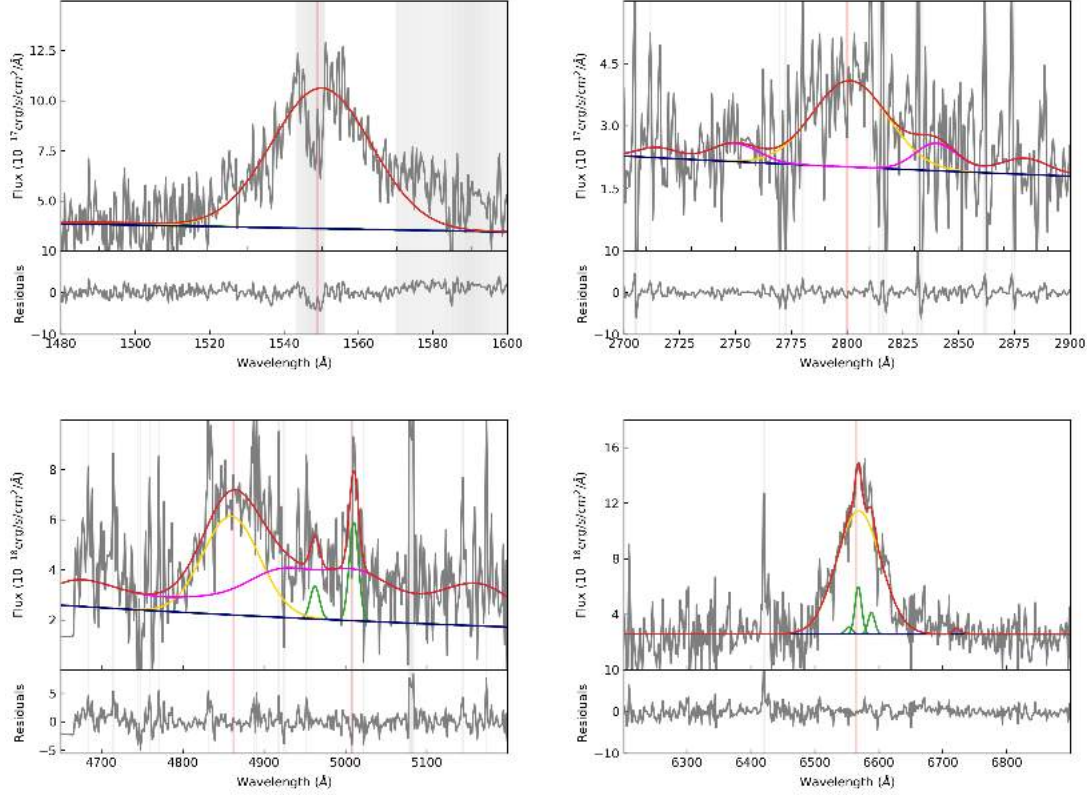 Flux (10 ¹⁷erg/s/cm²/Å)
12.5
10.0
7.5
5.0
Residuals
10
0
−10
1480 1500 1520 1540 1560 1580 1600
Wavelength (Å)
Flux (10 ¹⁷erg/s/cm²/Å)
4.5
3.0
1.5
Residuals
10
0
−10
2700 2725 2750 2775 2800 2825 2850 2875 2900
Wavelength (Å)
Flux (10 ¹⁸erg/s/cm²/Å)
8
6
4
2
Residuals
5
0
−5
4700 4800 4900 5000 5100
Wavelength (Å)
Flux (10 ¹⁸erg/s/cm²/Å)
16
12
8
4
Residuals
10
0
−10
6300 6400 6500 6600 6700 6800
Wavelength (Å)